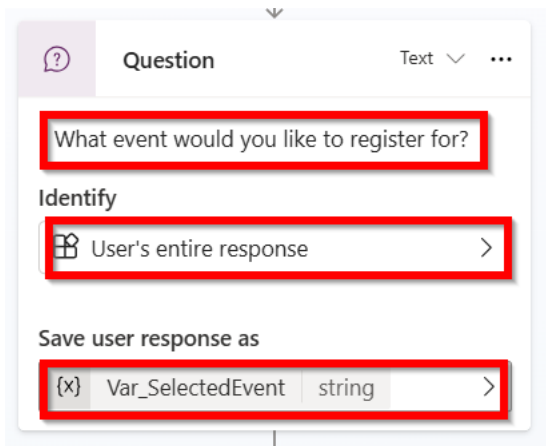 Question
Text
What event would you like to register for?
Identify
User's entire response
Save user response as
{x} Var_SelectedEvent string